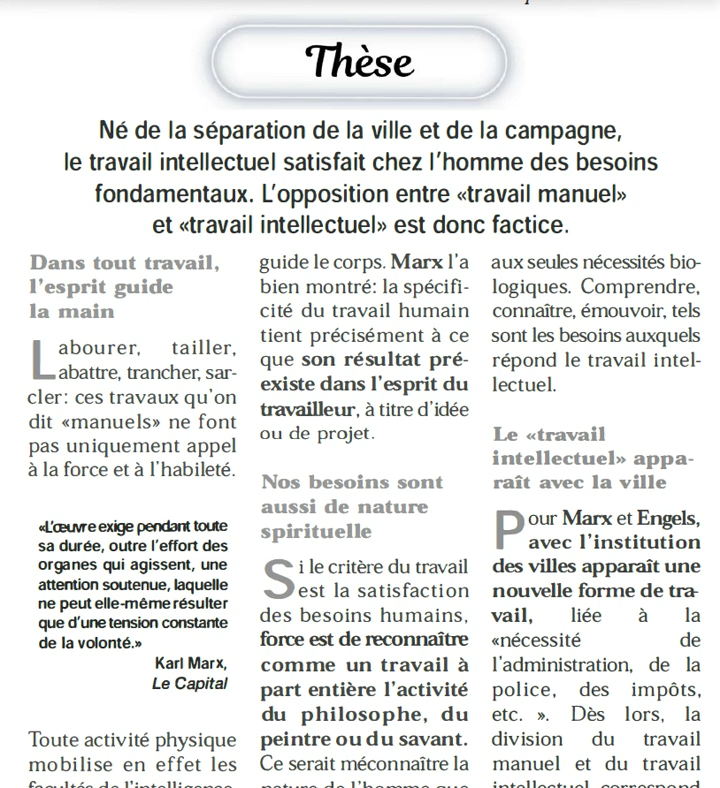 Thèse
Né de la séparation de la ville et de la campagne,
le travail intellectuel satisfait chez l'homme des besoins
fondamentaux. L'opposition entre «travail manuel»
et «travail intellectuel» est donc factice.
Dans tout travail,
l'esprit guide
la main
Labourer, tailler,
abattre, trancher, sar-
cler: ces travaux qu'on
dit «manuels» ne font
pas uniquement appel
à la force et à l'habileté.
«L'œuvre exige pendant toute
sa durée, outre l'effort des
organes qui agissent, une
attention soutenue, laquelle
ne peut elle-même résulter
que d'une tension constante
de la volonté.»
Karl Marx,
Le Capital
Toute activité physique
mobilise en effet les
facultés de l'intelligence.
guide le corps. Marx l'a
bien montré: la spécifi-
cité du travail humain
tient précisément à ce
que son résultat pré-
existe dans l'esprit du
travailleur, à titre d'idée
ou de projet.
Nos besoins sont
aussi de nature
spirituelle
Si le critère du travail
est la satisfaction
des besoins humains,
force est de reconnaître
comme un travail à
part entière l'activité
du philosophe, du
peintre ou du savant.
Ce serait méconnaître la
nature de l'homme que
aux seules nécessités bio-
logiques. Comprendre,
connaître, émouvoir, tels
sont les besoins auxquels
répond le travail intel-
lectuel.
Le «travail
intellectuel» appa-
raît avec la ville
Pour Marx et Engels,
avec l'institution
des villes apparaît une
nouvelle forme de tra-
vail, liée à la
«nécessité de
l'administration, de la
police, des impôts,
etc. ». Dès lors, la
division du travail
manuel et du travail
intellectuel correspond